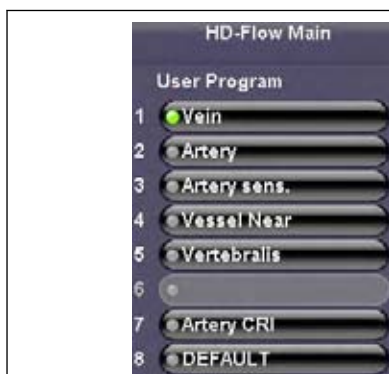 HD-Flow Main
User Program
1 Vein
2 Artery
3 Artery sens.
4 Vessel Near
5 Vertebralis
6
7 Artery CRI
8 DEFAULT